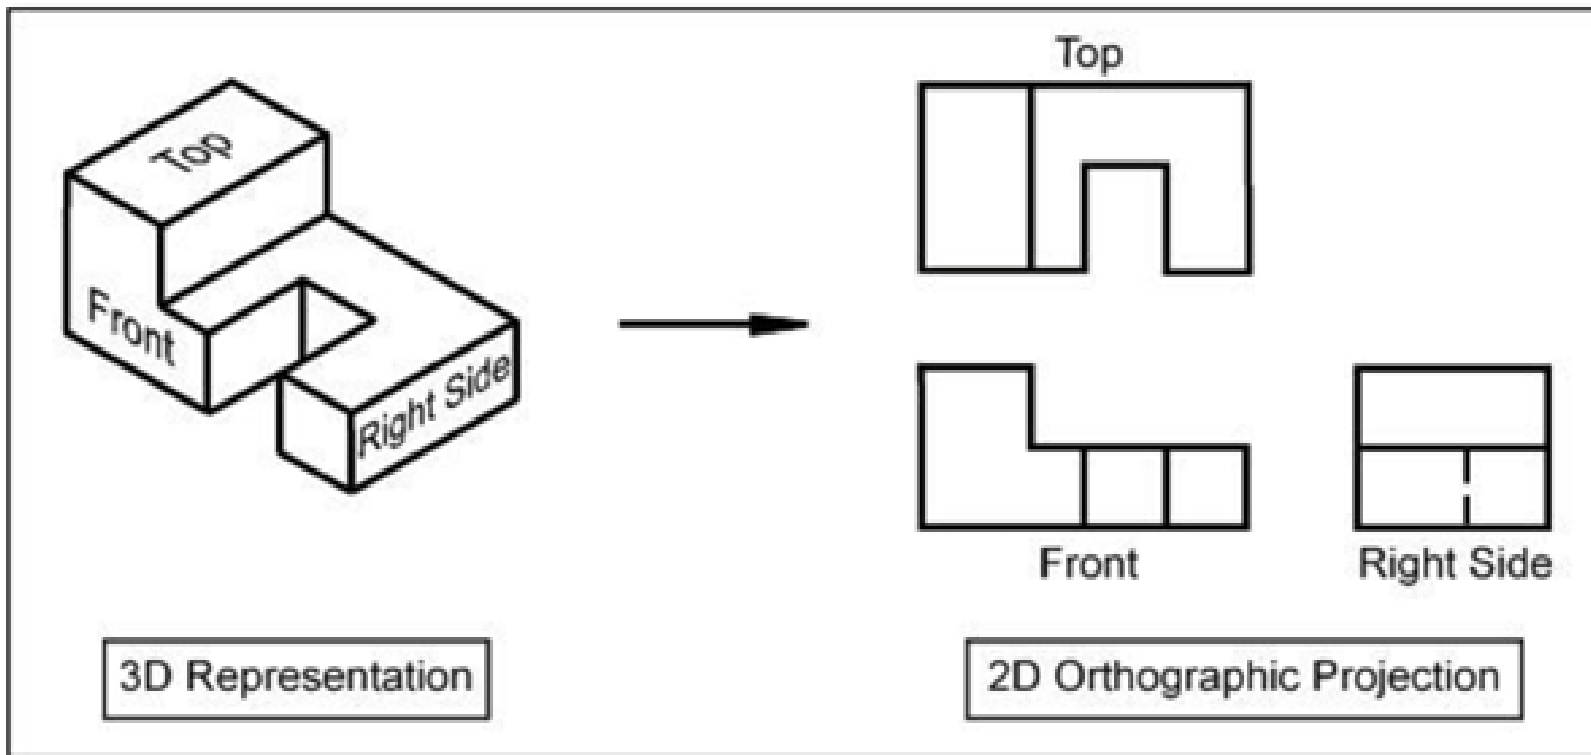 Top
Front
Right Side
3D Representation
Top
Front
Right Side
2D Orthographic Projection